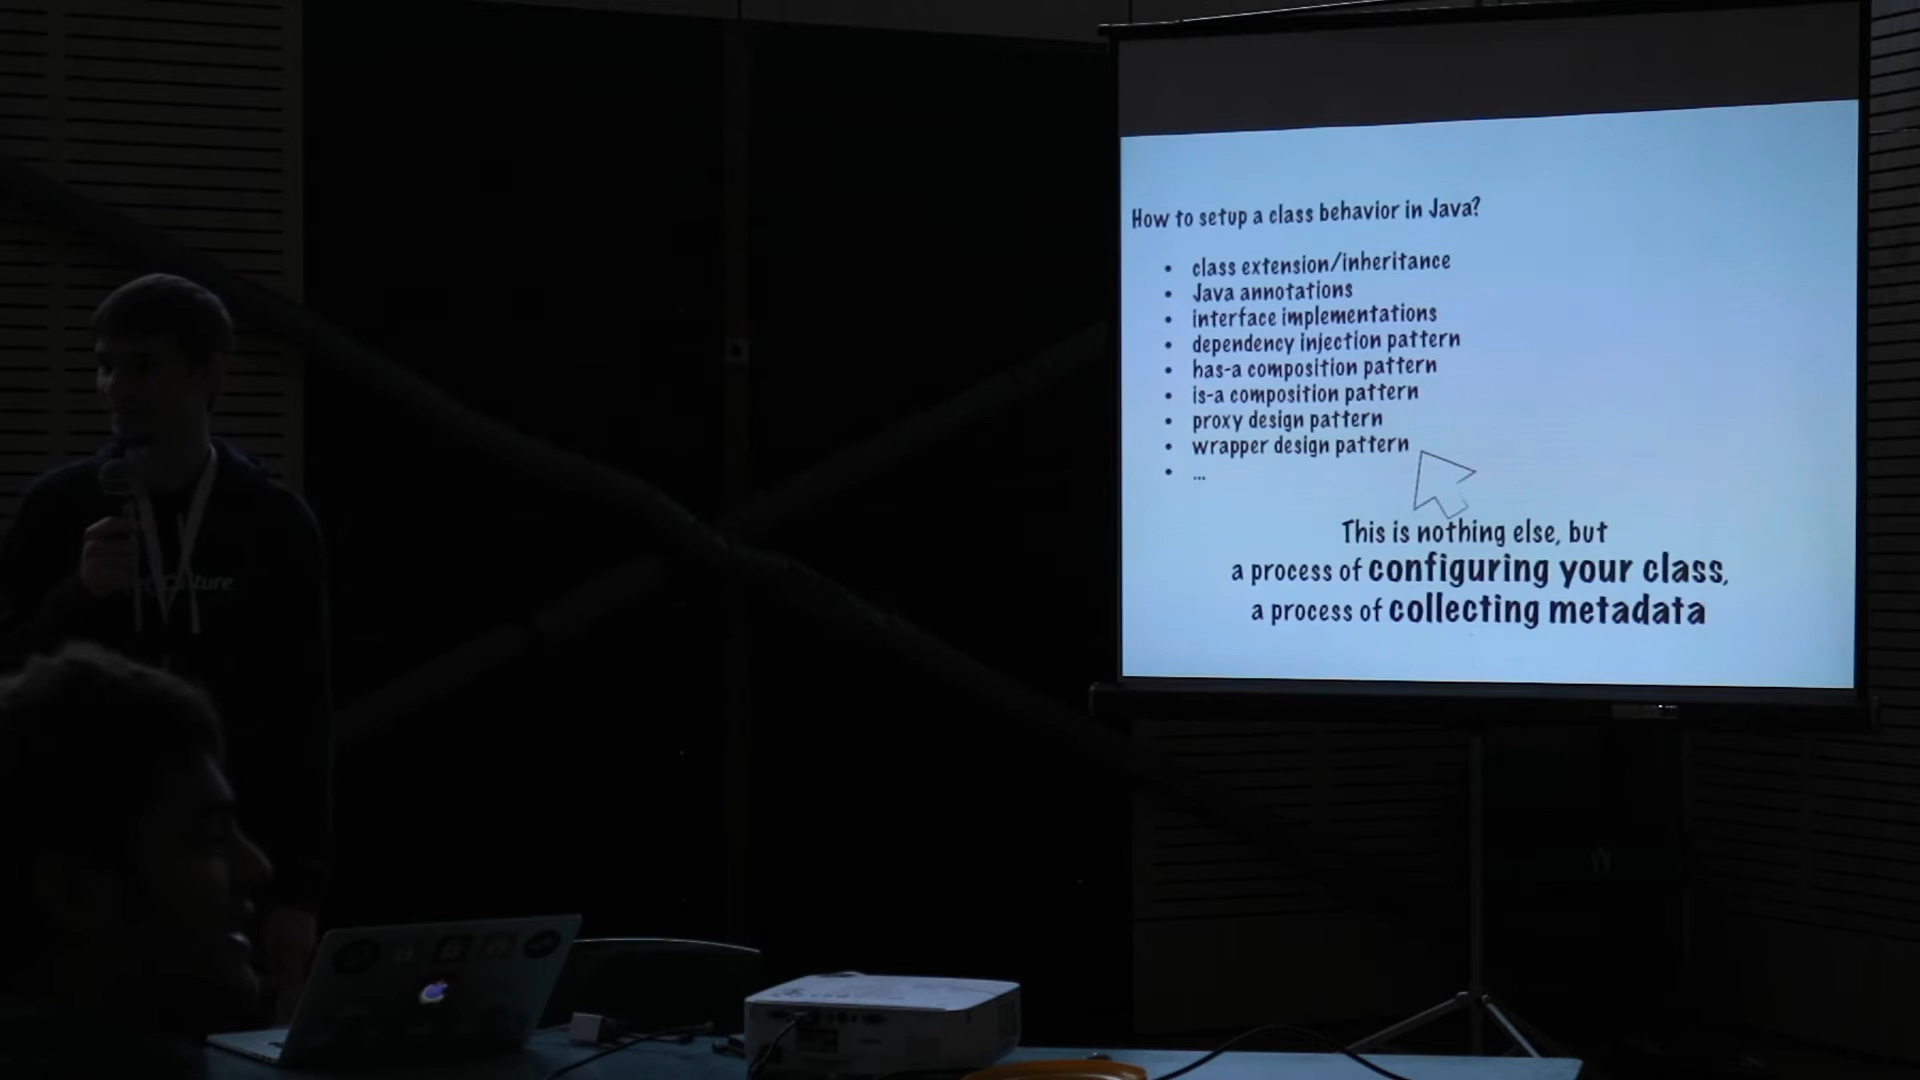 How to setup a class behavior in Java?
• class extension/inheritance
• Java annotations
• interface implementations
• dependency injection pattern
• has-a composition pattern
• is-a composition pattern
• proxy design pattern
• wrapper design pattern
• ...
This is nothing else, but
a process of configuring your class,
a process of collecting metadata